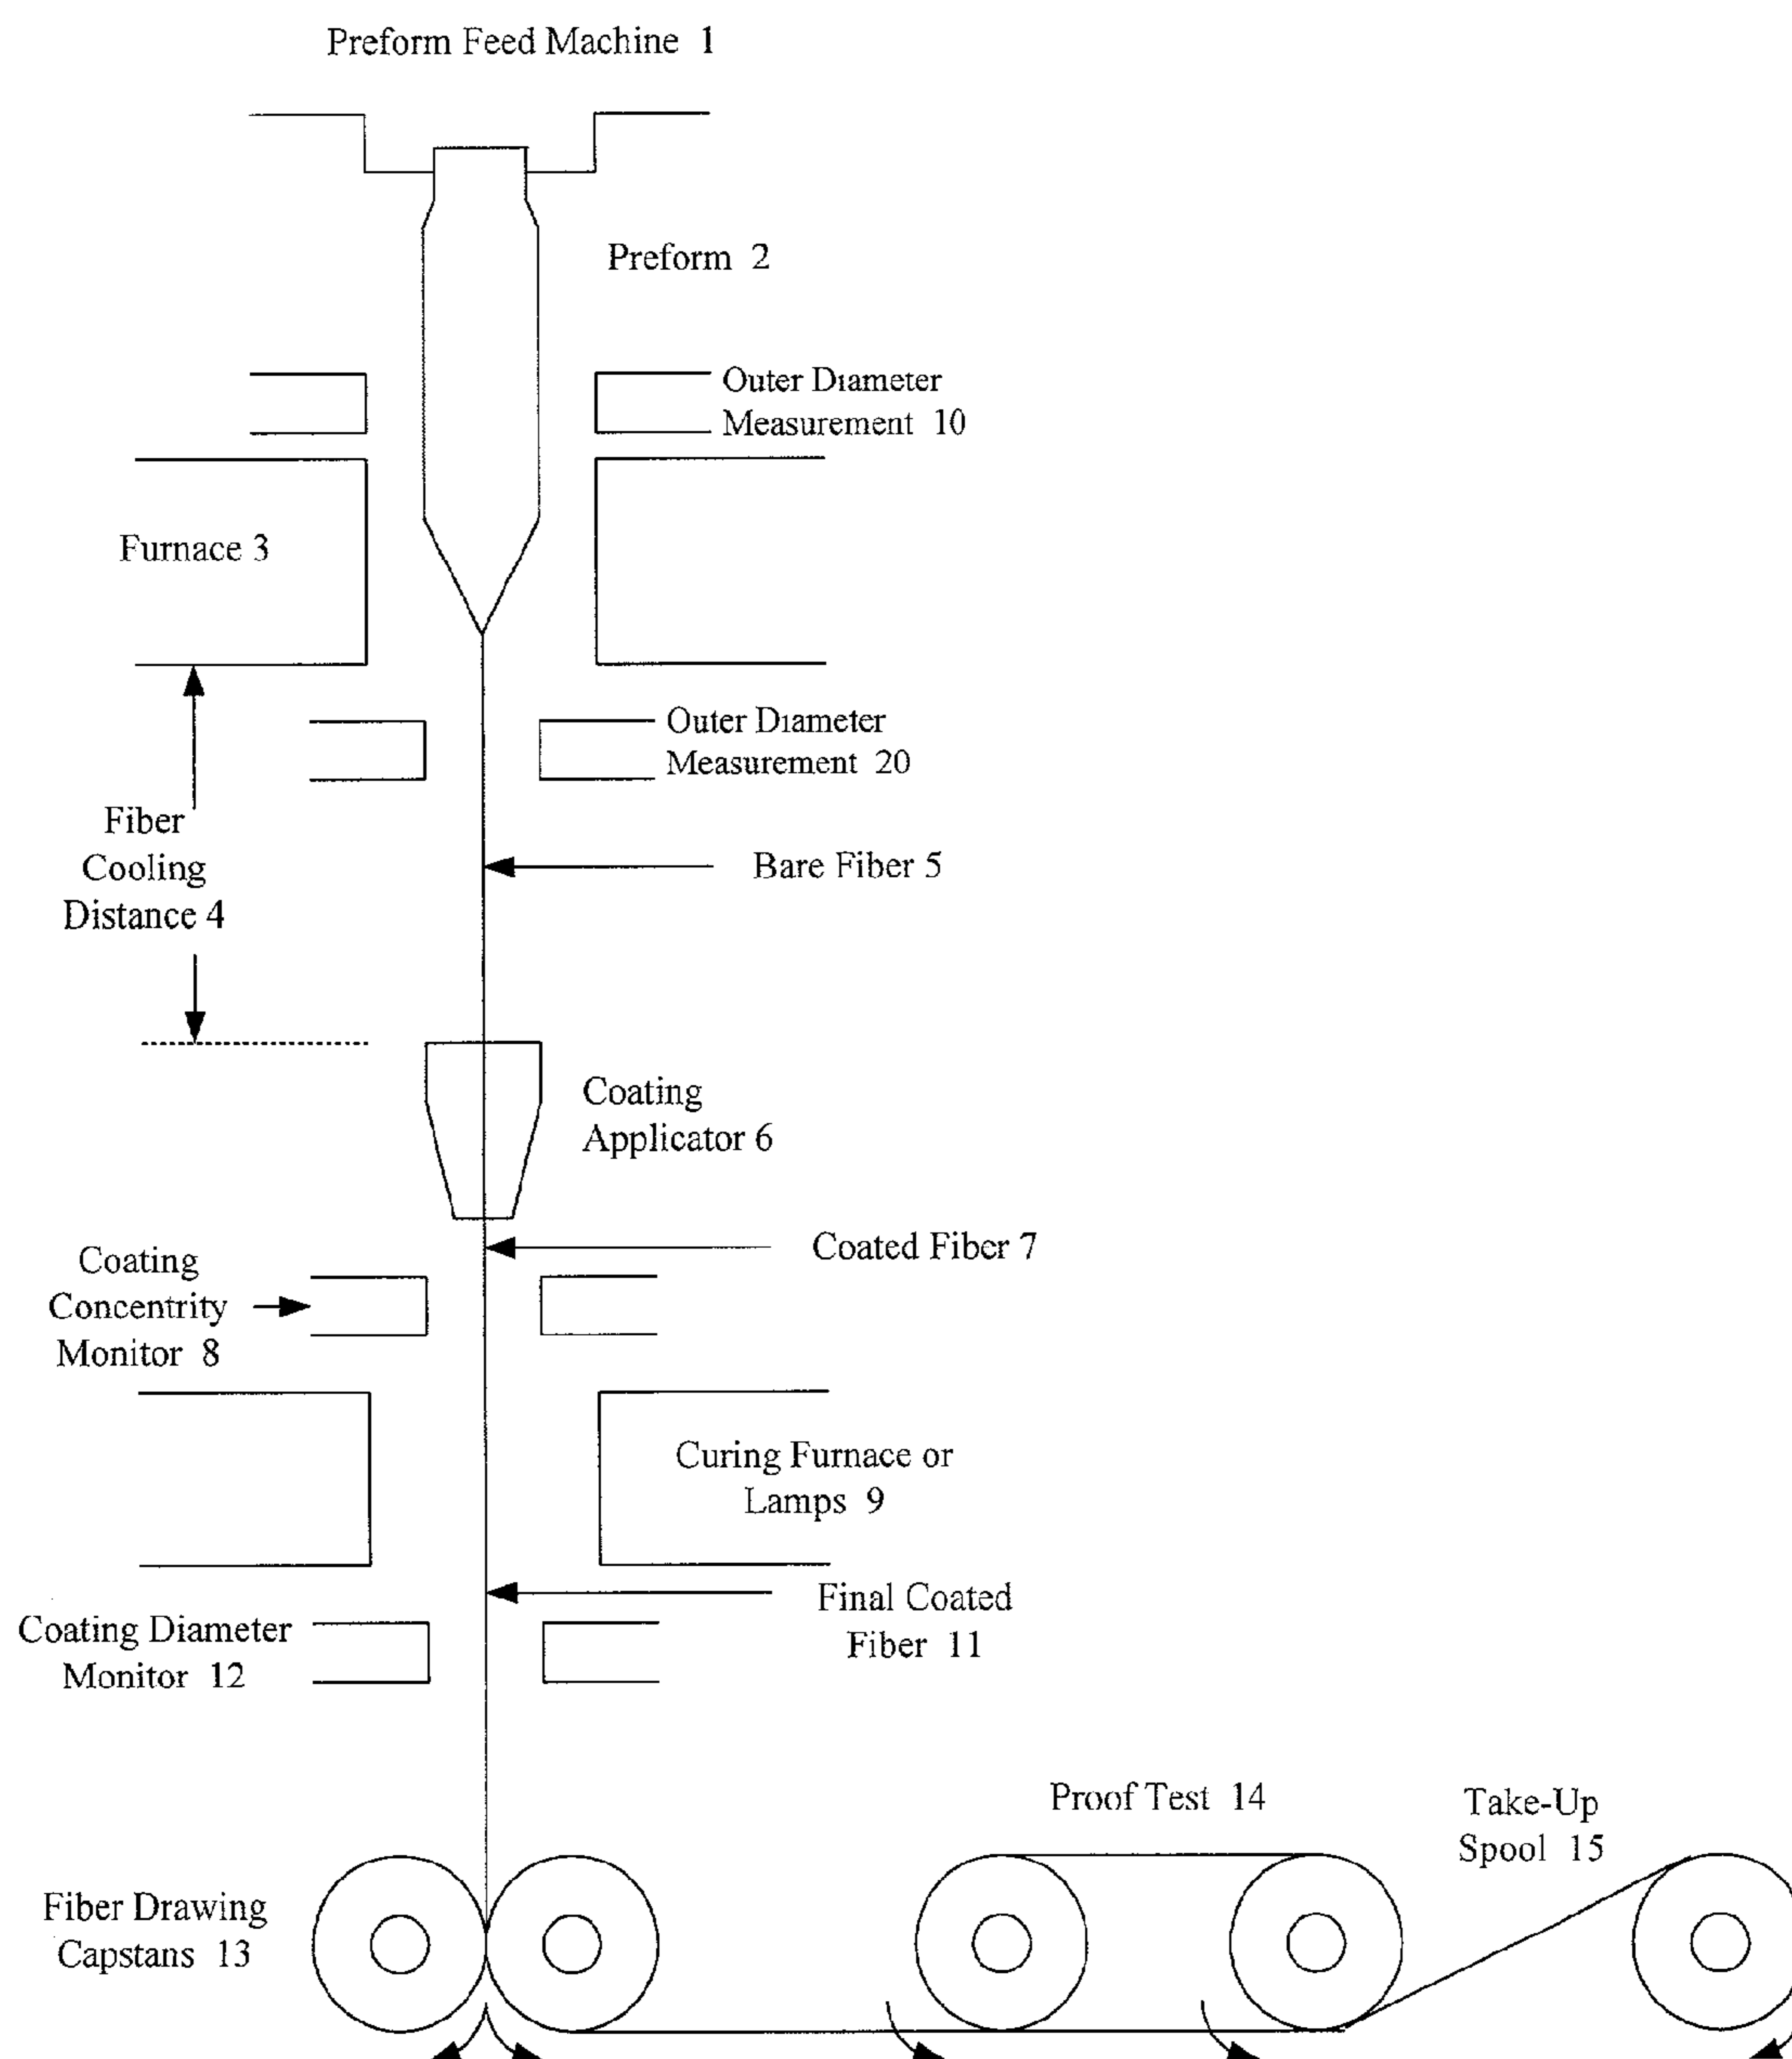 Preform Feed Machine 1
Preform 2
Outer Diameter
Measurement 10
Furnace 3
Outer Diameter
Measurement 20
Fiber
Cooling
Distance 4
Bare Fiber 5
Coating
Applicator 6
Coated Fiber 7
Coating
Concentrity
Monitor 8
Curing Furnace or
Lamps 9
Final Coated
Fiber 11
Coating Diameter
Monitor 12
Proof Test 14
Take-Up
Spool 15
Fiber Drawing
Capstans 13